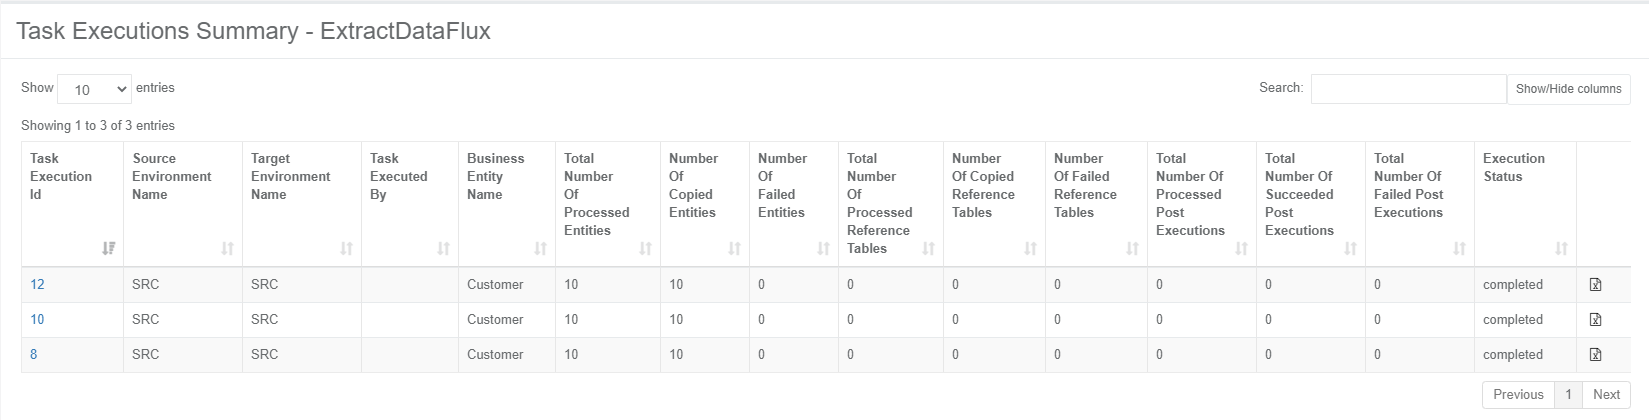 Task Executions Summary - ExtractDataFlux
Show 10 entries
Search:
Show/Hide columns
Showing 1 to 3 of 3 entries
Task Execution Id
Source Environment Name
Target Environment Name
Task Executed By
Business Entity Name
Total Number Of Processed Entities
Number Of Copied Entities
Number Of Failed Entities
Total Number Of Processed Reference Tables
Number Of Copied Reference Tables
Number Of Failed Reference Tables
Total Number Of Processed Post Executions
Total Number Of Succeeded Post Executions
Total Number Of Failed Post Executions
Execution Status
12 SRC SRC Customer 10 10 0 0 0 0 0 0 0 completed
10 SRC SRC Customer 10 10 0 0 0 0 0 0 0 completed
8 SRC SRC Customer 10 10 0 0 0 0 0 0 0 completed
Previous 1 Next